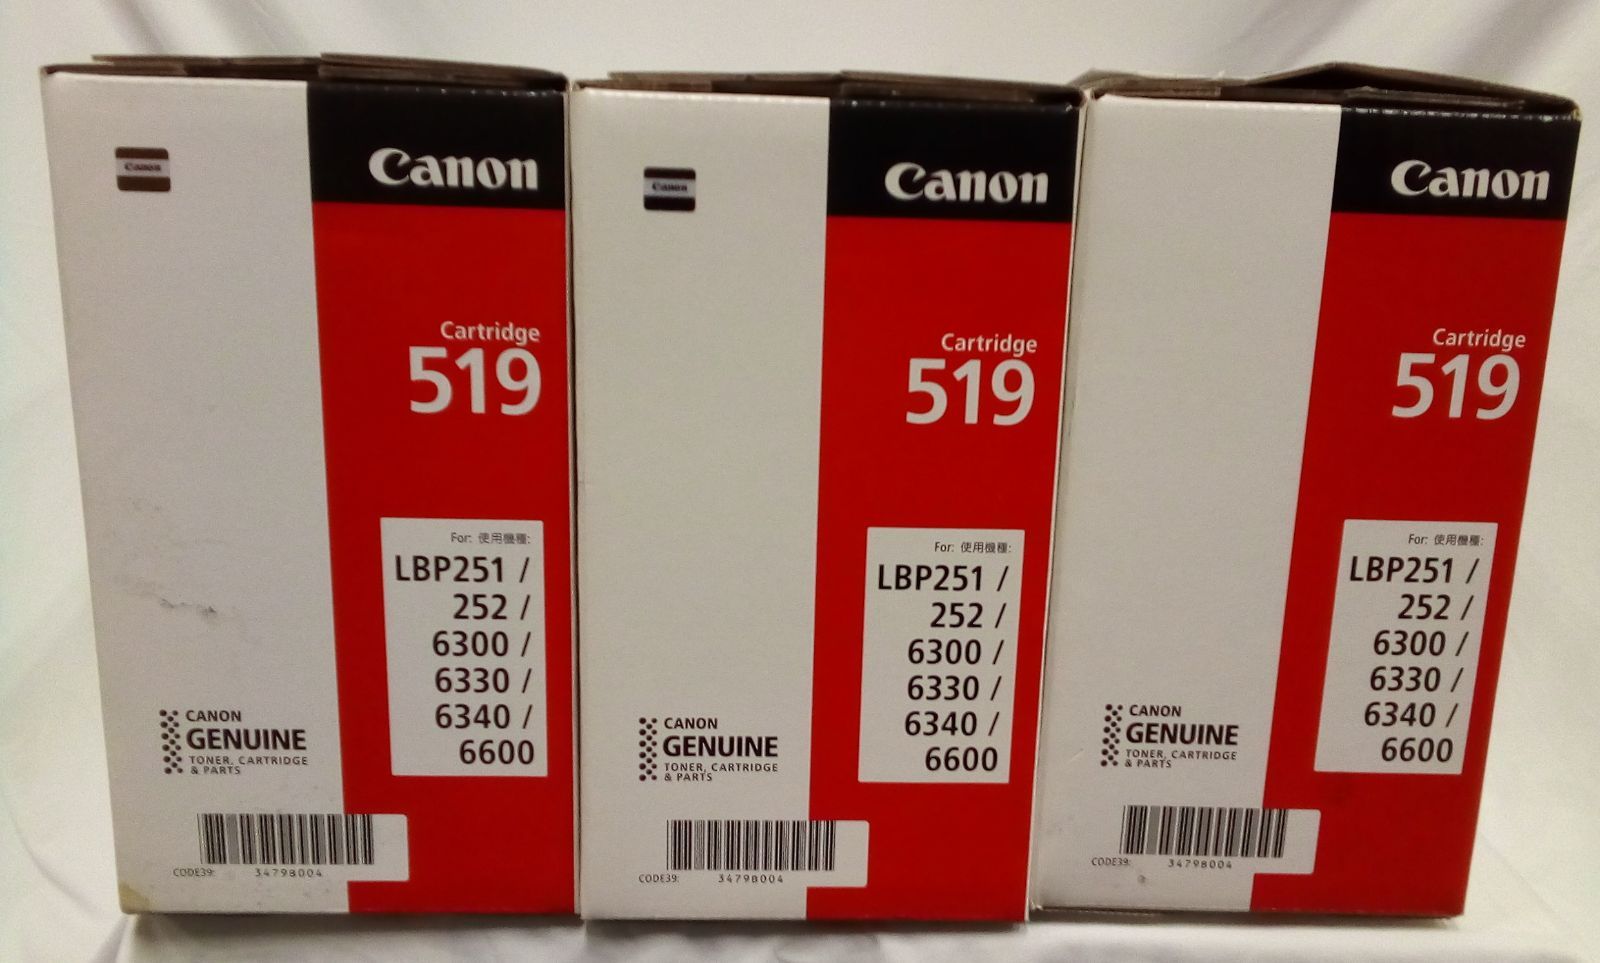 Canon
Canon
Cartridge
519
For: 使用機種:
LBP251 /
252 /
6300 /
6330 /
6340 /
6600
CANON
GENUINE
TONER, CARTRIDGE
& PARTS
CODE39:
3479B004
Canon
Canon
Cartridge
519
For: 使用機種:
LBP251 /
252 /
6300 /
6330 /
6340 /
6600
CANON
GENUINE
TONER, CARTRIDGE
& PARTS
CODE39:
3479B004
Canon
Cartridge
519
For: 使用機種:
LBP251 /
252 /
6300 /
6330 /
6340 /
6600
CANON
GENUINE
TONER, CARTRIDGE
& PARTS
CODE39:
3479B004